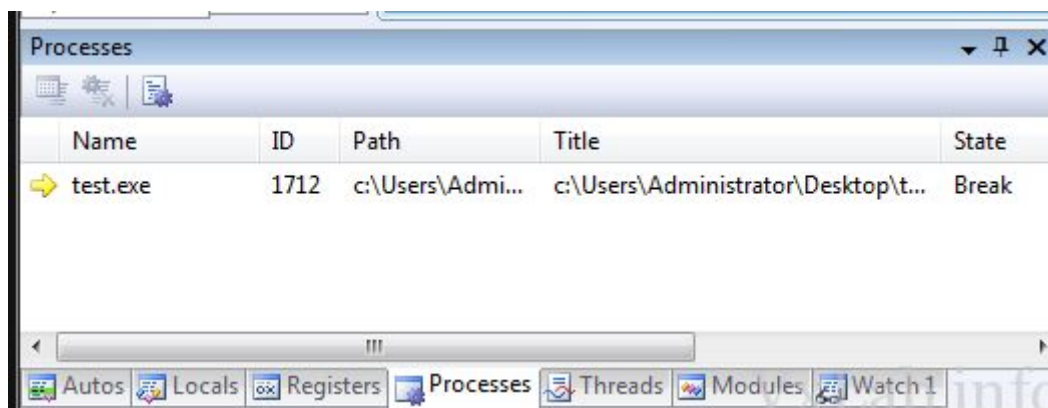 Processes
Name ID Path Title State
test.exe 1712 c:\Users\Admi... c:\Users\Administrator\Desktop\t... Break
Autos Locals Registers Processes Threads Modules Watch 1